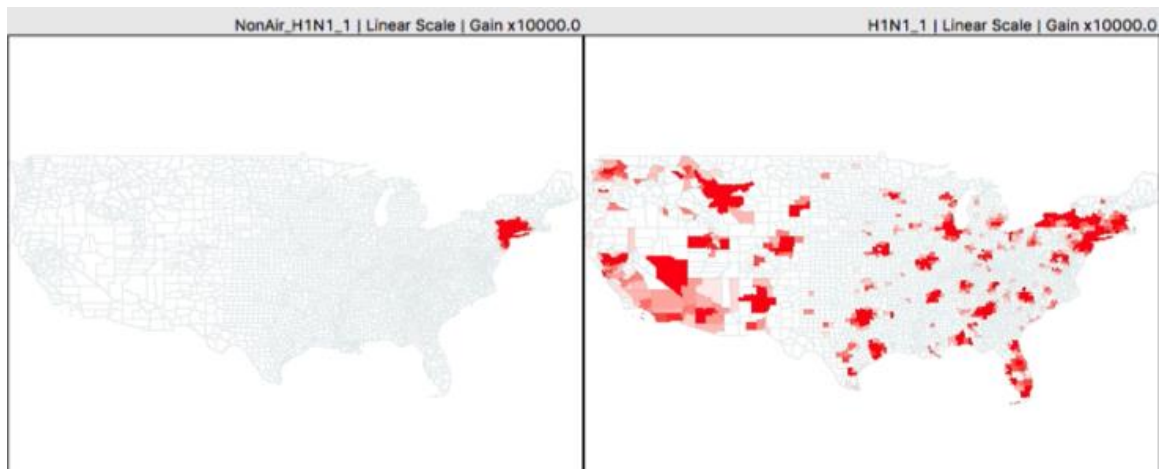 NonAir_H1N1_1 | Linear Scale | Gain x10000.0
H1N1_1 | Linear Scale | Gain x10000.0